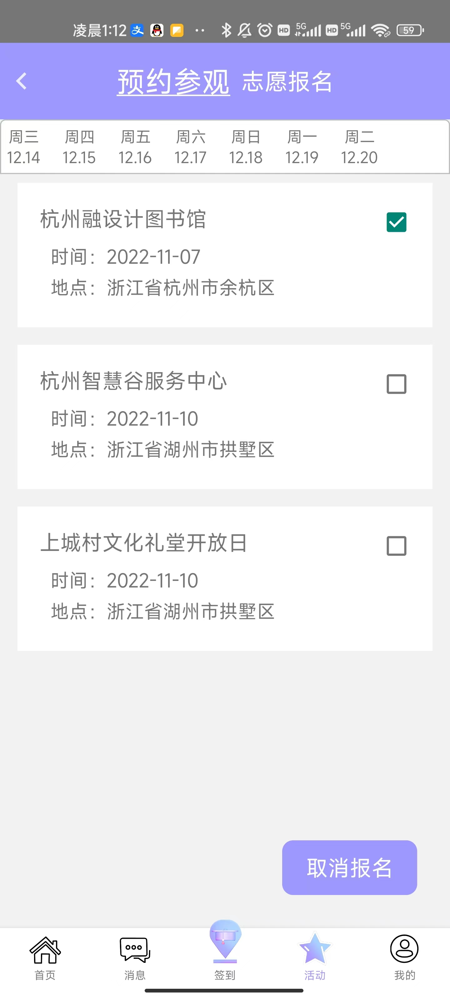 凌晨1:12 支 HD 5G HD 5G 59
预约参观 志愿报名
周三 周四 周五 周六 周日 周一 周二
12.14 12.15 12.16 12.17 12.18 12.19 12.20
杭州融设计图书馆
时间：2022-11-07
地点：浙江省杭州市余杭区
杭州智慧谷服务中心
时间：2022-11-10
地点：浙江省湖州市拱墅区
上城村文化礼堂开放日
时间：2022-11-10
地点：浙江省湖州市拱墅区
取消报名
首页 消息 签到 活动 我的